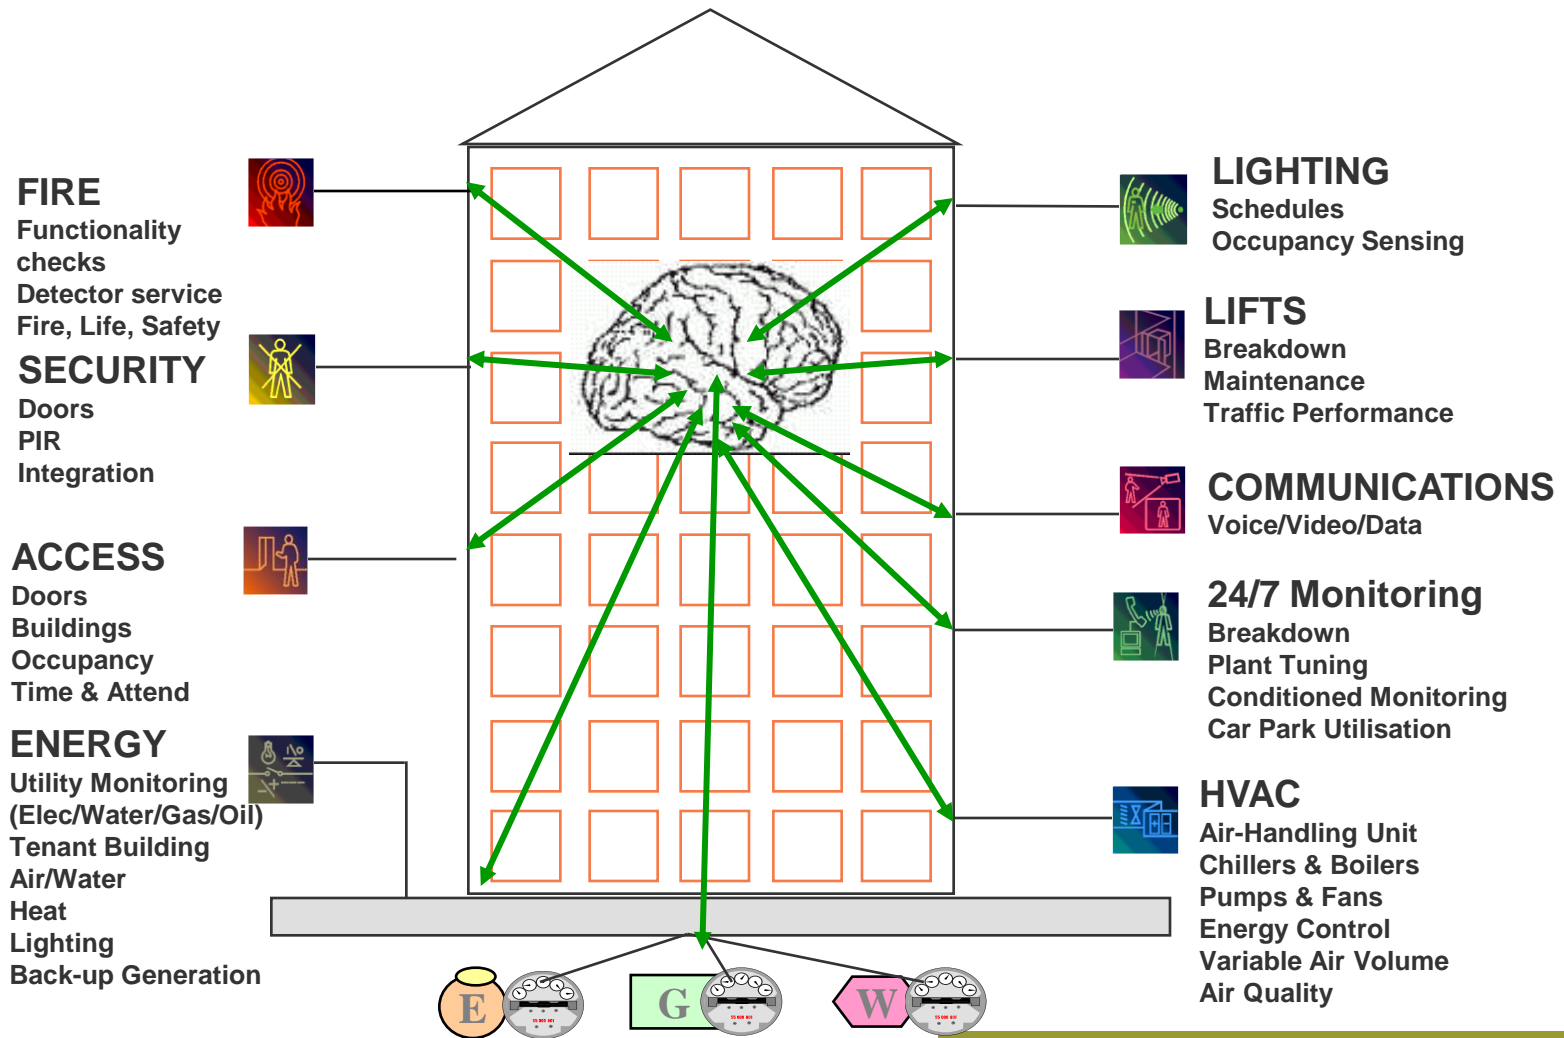 FIRE
Functionality
checks
Detector service
Fire, Life, Safety
SECURITY
Doors
PIR
Integration
ACCESS
Doors
Buildings
Occupancy
Time & Attend
ENERGY
Utility Monitoring
(Elec/Water/Gas/Oil)
Tenant Building
Air/Water
Heat
Lighting
Back-up Generation
LIGHTING
Schedules
Occupancy Sensing
LIFTS
Breakdown
Maintenance
Traffic Performance
COMMUNICATIONS
Voice/Video/Data
24/7 Monitoring
Breakdown
Plant Tuning
Conditioned Monitoring
Car Park Utilisation
HVAC
Air-Handling Unit
Chillers & Boilers
Pumps & Fans
Energy Control
Variable Air Volume
Air Quality
E
G
W